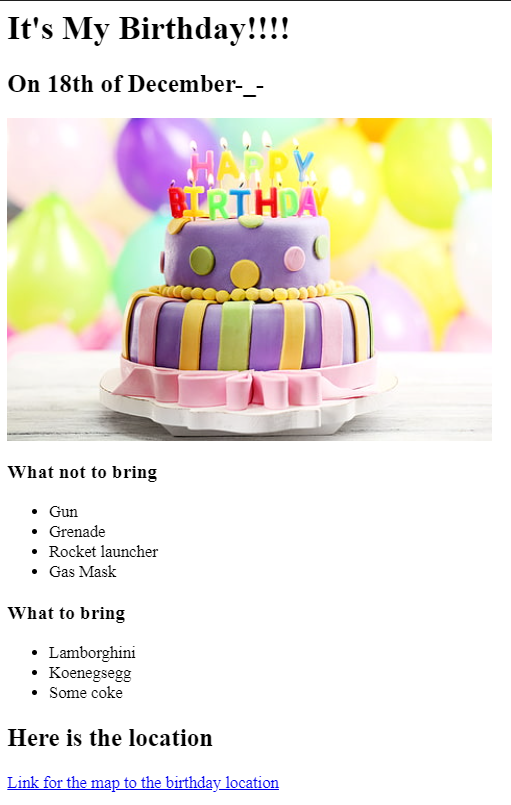 It's My Birthday!!!!
On 18th of December-_-
HAPPY
BIRTHDAY
What not to bring
Gun
Grenade
Rocket launcher
Gas Mask
What to bring
Lamborghini
Koenegsegg
Some coke
Here is the location
Link for the map to the birthday location